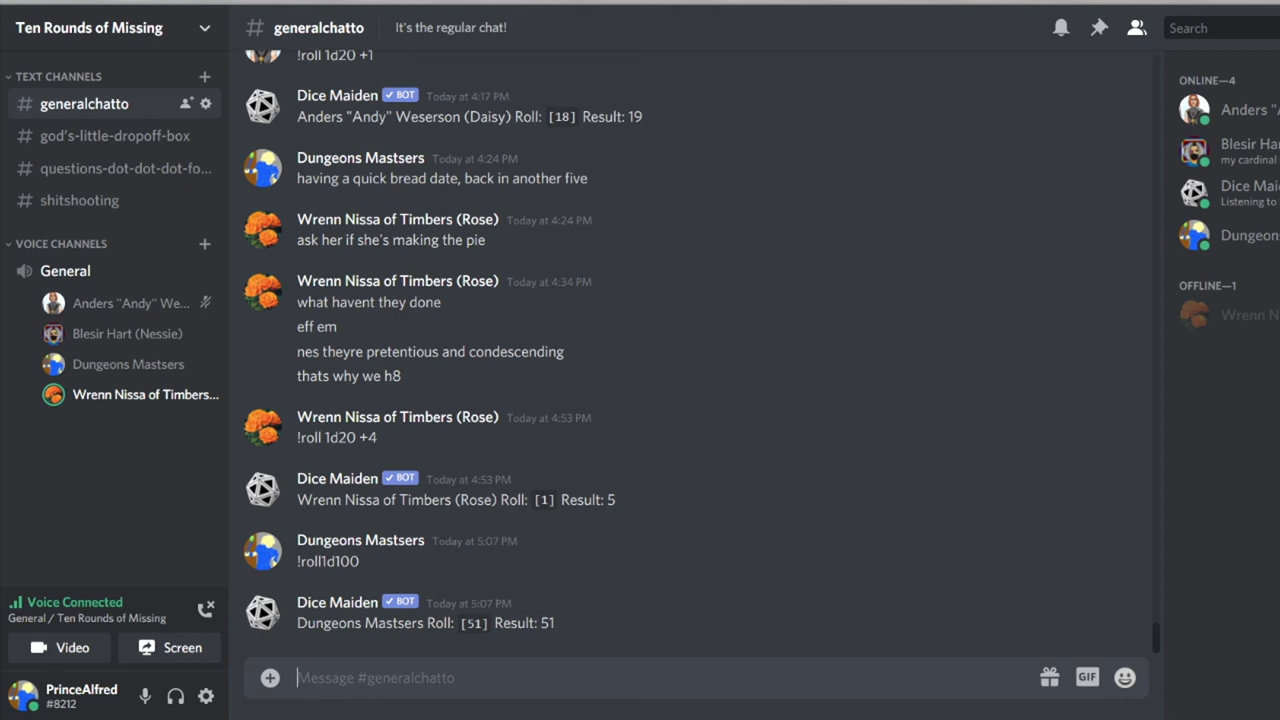 Ten Rounds of Missing
# generalchatto
It's the regular chat!
Search
TEXT CHANNELS
# generalchatto
# god's-little-dropoff-box
# questions-dot-dot-dot-fo...
# shitshooting
VOICE CHANNELS
General
Anders "Andy" We...
Blesir Hart (Nessie)
Dungeons Mastsers
Wrenn Nissa of Timbers...
Voice Connected
General / Ten Rounds of Missing
Video
Screen
PrinceAlfred
#8212
!roll 1d20 +1
Dice Maiden BOT Today at 4:17 PM
Anders "Andy" Weserson (Daisy) Roll: [18] Result: 19
Dungeons Mastsers Today at 4:24 PM
having a quick bread date, back in another five
Wrenn Nissa of Timbers (Rose) Today at 4:24 PM
ask her if she's making the pie
Wrenn Nissa of Timbers (Rose) Today at 4:34 PM
what havent they done
eff em
nes theyre pretentious and condescending
thats why we h8
Wrenn Nissa of Timbers (Rose) Today at 4:53 PM
!roll 1d20 +4
Dice Maiden BOT Today at 4:53 PM
Wrenn Nissa of Timbers (Rose) Roll: [1] Result: 5
Dungeons Mastsers Today at 5:07 PM
!roll1d100
Dice Maiden BOT Today at 5:07 PM
Dungeons Mastsers Roll: [51] Result: 51
Message #generalchatto
GIF
ONLINE—4
Anders "A
Blesir Hart
my cardinal
Dice Mai
Listening to
Dungeons
OFFLINE—1
Wrenn N